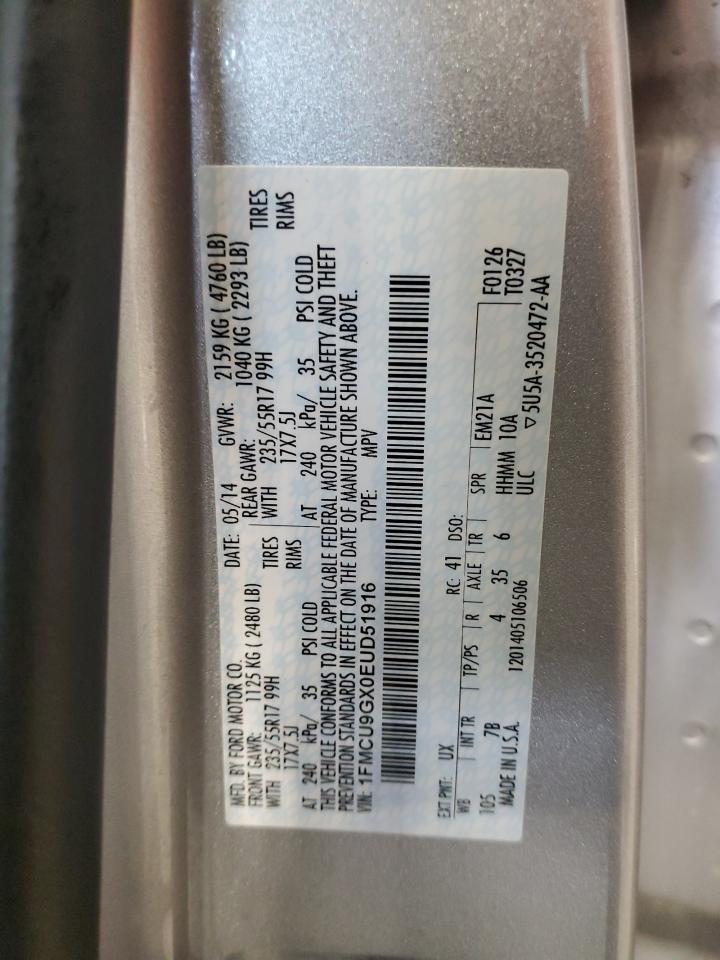 MFD. BY FORD MOTOR CO. DATE: 05/14 GVWR: 2159 KG ( 4760 LB)
FRONT GAWR: 1125 KG ( 2480 LB) REAR GAWR: 1040 KG ( 2293 LB)
WITH 235/55R17 99H TIRES WITH 235/55R17 99H TIRES
17X7.5J RIMS 17X7.5J RIMS
AT 240 kPa/ 35 PSI COLD AT 240 kPa/ 35 PSI COLD
THIS VEHICLE CONFORMS TO ALL APPLICABLE FEDERAL MOTOR VEHICLE SAFETY AND THEFT
PREVENTION STANDARDS IN EFFECT ON THE DATE OF MANUFACTURE SHOWN ABOVE.
VIN: 1FMCU9GX0EUD51916 TYPE: MPV
EXT PNT: UX RC: 41 DSO:
WB INT TR TP/PS R AXLE TR SPR EM21A F0126
105 7B 4 35 6 HHMM 10A T0327
MADE IN U.S.A. 1201405106506 ULC ▽5U5A-3520472-AA